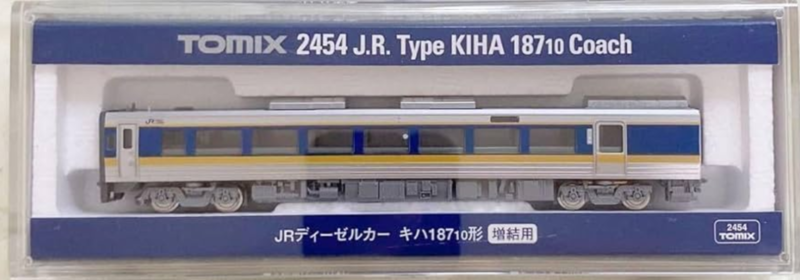 TOMIX 2454 J.R. Type KIHA 18710 Coach
JRディーゼルカー キハ18710形 増結用
2454
TOMIX